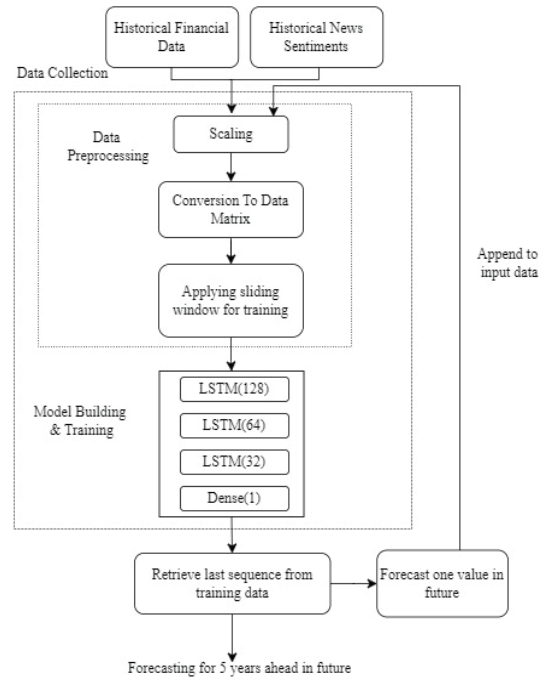 Historical Financial
Data
Historical News
Sentiments
Data Collection
Data
Preprocessing
Scaling
Conversion To Data
Matrix
Append to
input data
Applying sliding
window for training
Model Building
& Training
LSTM(128)
LSTM(64)
LSTM(32)
Dense(1)
Retrieve last sequence from
training data
Forecast one value in
future
Forecasting for 5 years ahead in future